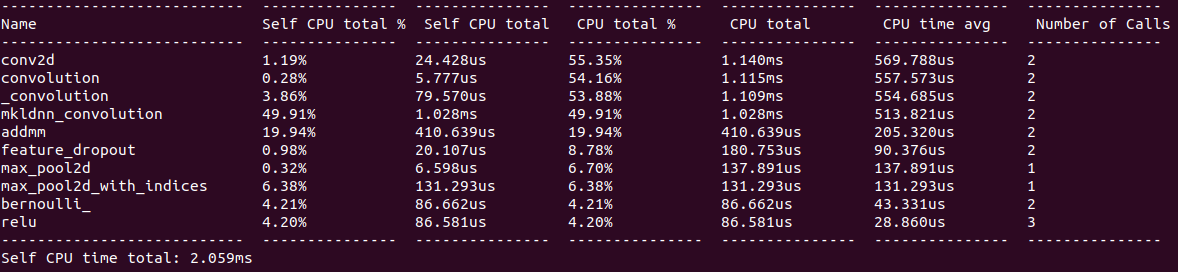 ---------------------------  ---------------  ---------------  ---------------  ---------------  ---------------  ---------------
Name                         Self CPU total %  Self CPU total   CPU total %      CPU total        CPU time avg     Number of Calls
---------------------------  ---------------  ---------------  ---------------  ---------------  ---------------  ---------------
conv2d                       1.19%            24.428us         55.35%           1.140ms          569.788us        2
convolution                  0.28%            5.777us          54.16%           1.115ms          557.573us        2
_convolution                 3.86%            79.570us         53.88%           1.109ms          554.685us        2
mkldnn_convolution           49.91%           1.028ms          49.91%           1.028ms          513.821us        2
addmm                        19.94%           410.639us        19.94%           410.639us        205.320us        2
feature_dropout              0.98%            20.107us         8.78%            180.753us        90.376us         2
max_pool2d                   0.32%            6.598us          6.70%            137.891us        137.891us        1
max_pool2d_with_indices      6.38%            131.293us        6.38%            131.293us        131.293us        1
bernoulli_                   4.21%            86.662us         4.21%            86.662us         43.331us         2
relu                         4.20%            86.581us         4.20%            86.581us         28.860us         3
---------------------------  ---------------  ---------------  ---------------  ---------------  ---------------  ---------------
Self CPU time total: 2.059ms